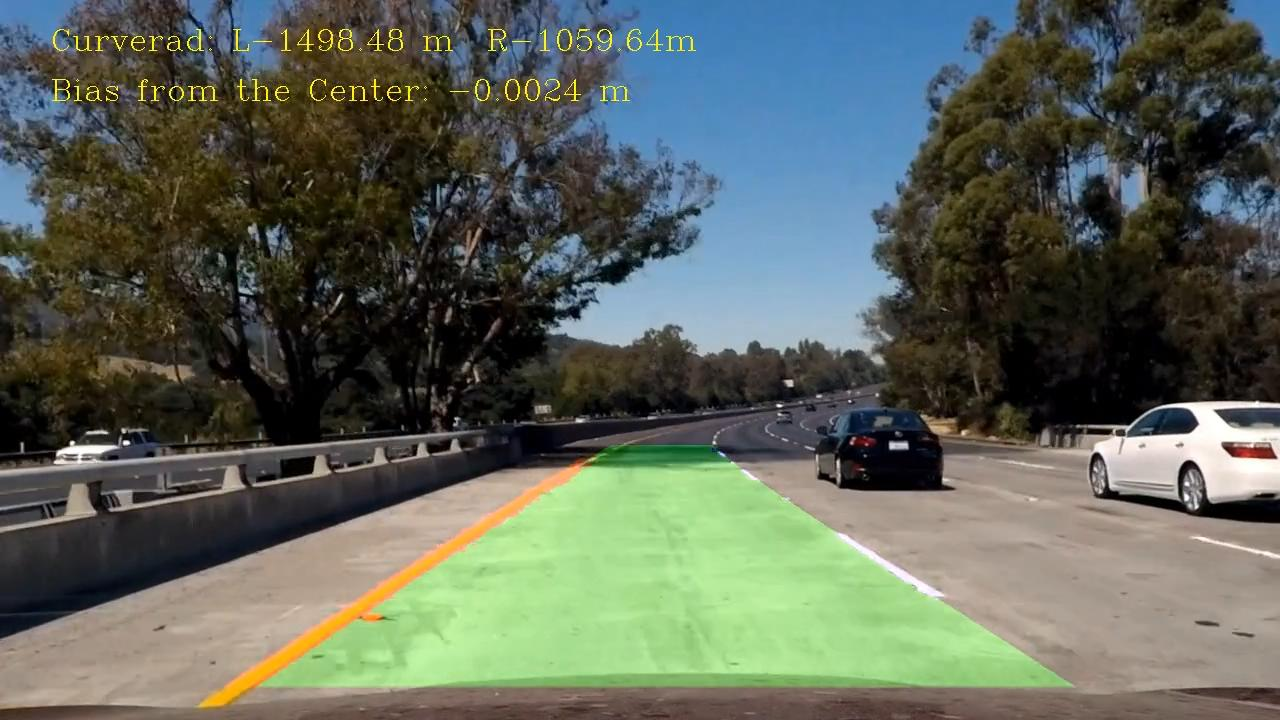 Curverad: L-1498.48 m R-1059.64m
Bias from the Center: -0.0024 m